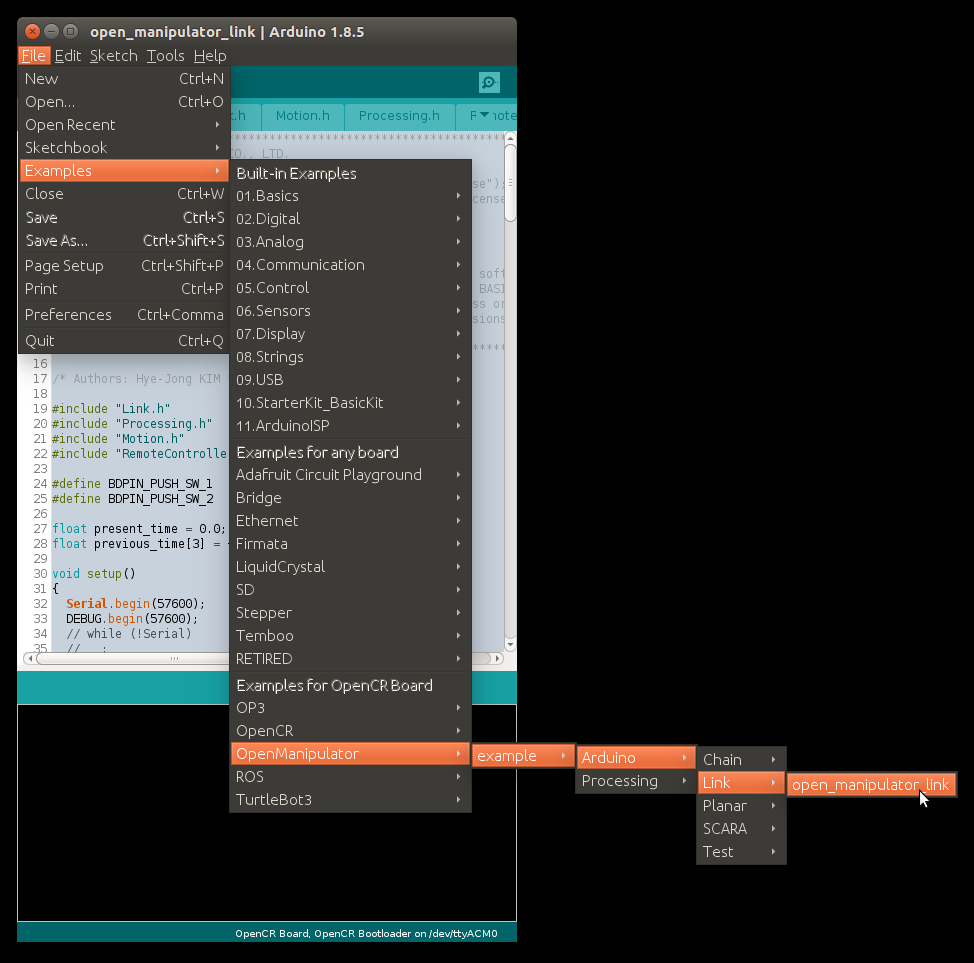 open_manipulator_link | Arduino 1.8.5
File Edit Sketch Tools Help
New Ctrl+N
Open... Ctrl+O
Open Recent
Sketchbook
Examples
Close Ctrl+W
Save Ctrl+S
Save As... Ctrl+Shift+S
Page Setup Ctrl+Shift+P
Print Ctrl+P
Preferences Ctrl+Comma
Quit Ctrl+Q
.h Motion.h Processing.h
CO., LTD.
Built-in Examples
01.Basics
02.Digital
03.Analog
04.Communication
05.Control
06.Sensors
07.Display
08.Strings
09.USB
10.StarterKit_BasicKit
11.ArduinoISP
Examples for any board
Adafruit Circuit Playground
Bridge
Ethernet
Firmata
LiquidCrystal
SD
Stepper
Temboo
RETIRED
Examples for OpenCR Board
OP3
OpenCR
OpenManipulator
ROS
TurtleBot3
example
Arduino
Processing
Chain
Link
Planar
SCARA
Test
open_manipulator_link
16
17 /* Authors: Hye-Jong KIM
18
19 #include "Link.h"
20 #include "Processing.h"
21 #include "Motion.h"
22 #include "RemoteControlle
23
24 #define BDPIN_PUSH_SW_1
25 #define BDPIN_PUSH_SW_2
26
27 float present_time = 0.0;
28 float previous_time[3] =
29
30 void setup()
31 {
32 Serial.begin(57600);
33 DEBUG.begin(57600);
34 // while (!Serial)
35 // ;
OpenCR Board, OpenCR Bootloader on /dev/ttyACM0